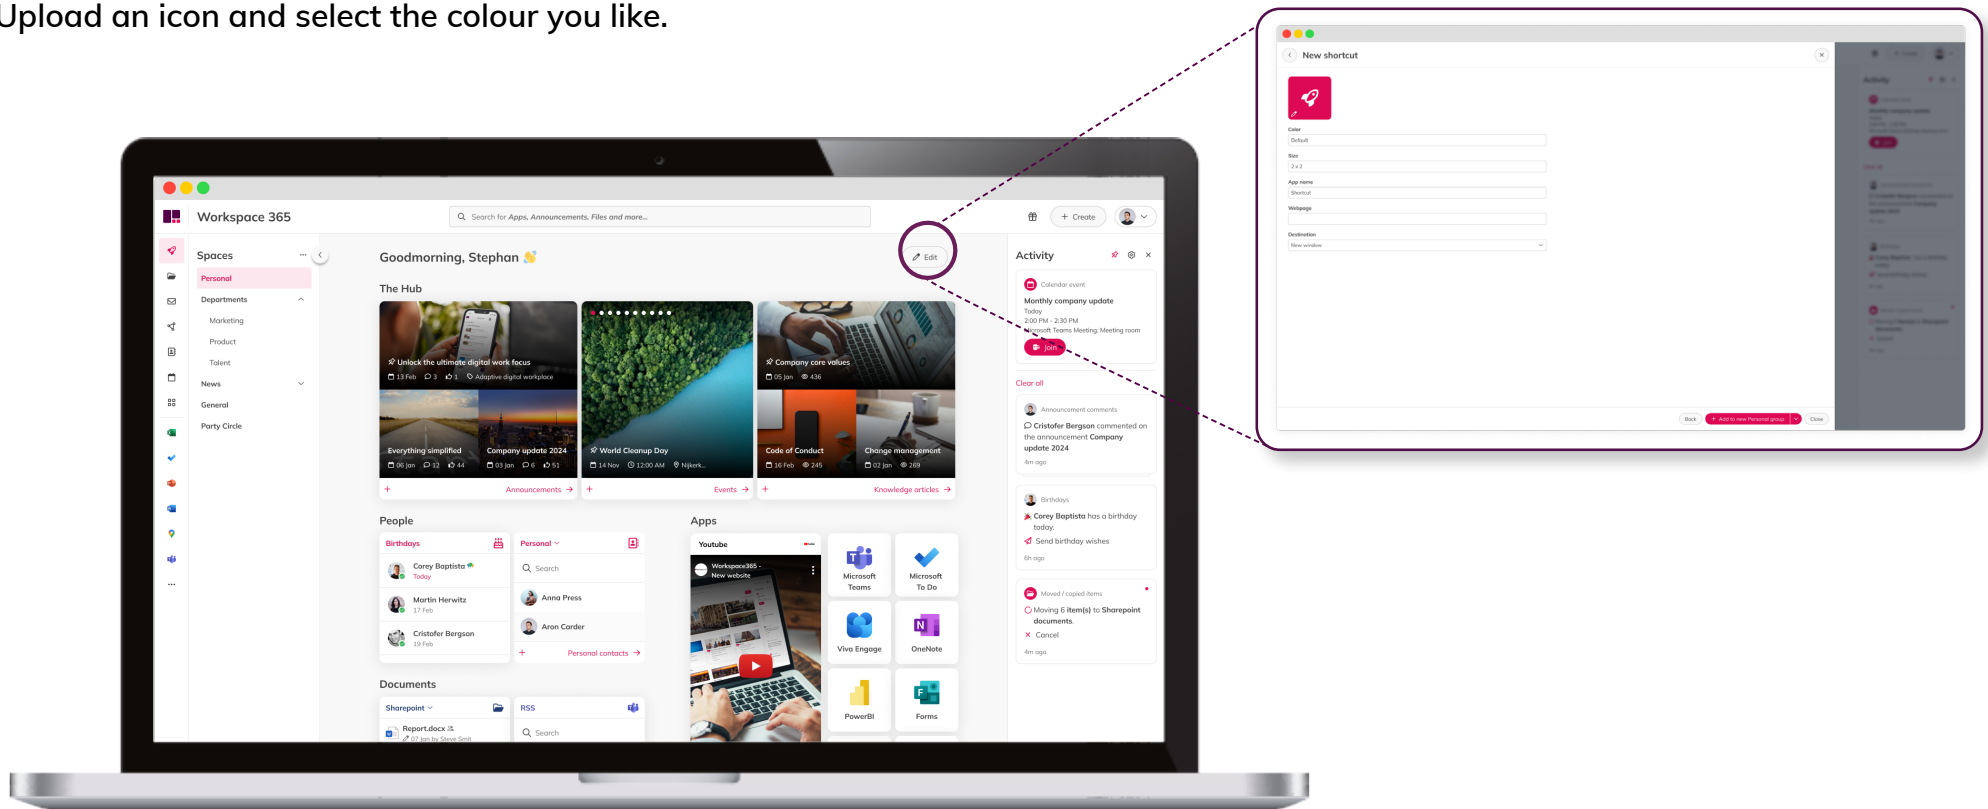 Upload an icon and select the colour you like.
Workspace 365
Search for Apps, Announcements, Files and more...
+ Create
Spaces
Personal
Departments
Marketing
Product
Talent
News
General
Party Circle
Goodmorning, Stephan 👋
Edit
The Hub
Unlock the ultimate digital work focus
13 Feb 3 1 Adaptive digital workplace
Everything simplified
06 Jan 12 44
Company update 2024
03 Jan 6 51
+ Announcements →
World Cleanup Day
14 Nov 12:00 AM Nijkerk...
+ Events →
Company core values
05 Jan 436
Code of Conduct
16 Feb 245
Change management
02 Jan 269
+ Knowledge articles →
People
Birthdays
Corey Baptista
Today
Martin Herwitz
17 Feb
Cristofer Bergson
19 Feb
Personal
Search
Anna Press
Aron Carder
+ Personal contacts →
Documents
Sharepoint
Report.docx
07 Jan by Steve Smit
RSS
Search
Apps
Youtube
Workspace365 -
New website
Microsoft
Teams
Microsoft
To Do
Viva Engage
OneNote
PowerBI
Forms
Activity
Calendar event
Monthly company update
Today
2:00 PM - 2:30 PM
Microsoft Teams Meeting; Meeting room
Join
Clear all
Announcement comments
Cristofer Bergson commented on
the announcement Company
update 2024
4m ago
Birthdays
Corey Baptista has a birthday
today.
Send birthday wishes
6h ago
Moved / copied items
Moving 6 item(s) to Sharepoint
documents.
Cancel
4m ago
New shortcut
Color
Default
Size
2 x 2
App name
Shortcut
Webpage
Destination
New window
Back
+ Add to new Personal group
Close
Activity